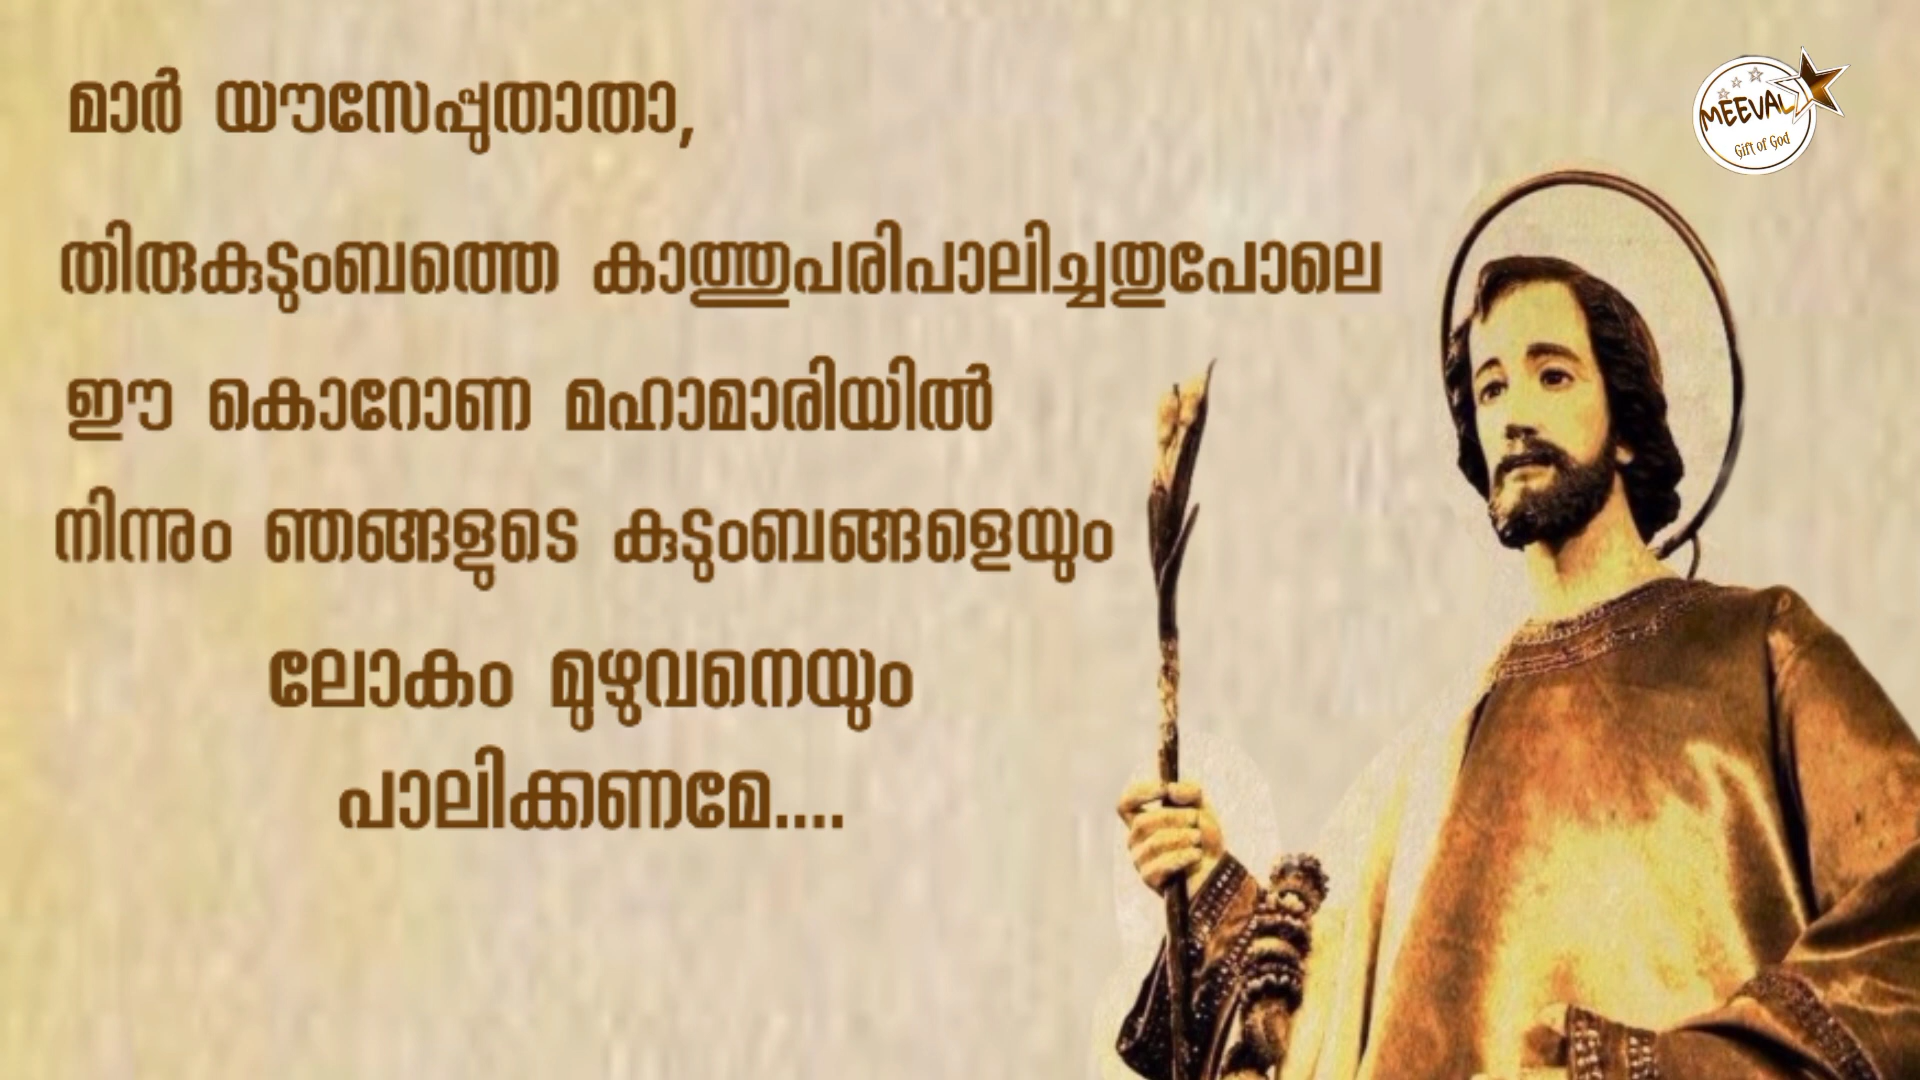 മാർ യൗസേപ്പുതാതാ,
തിരുകുടുംബത്തെ കാത്തുപരിപാലിച്ചതുപോലെ
ഈ കൊറോണ മഹാമാരിയിൽ
നിന്നും ഞങ്ങളുടെ കുടുംബങ്ങളെയും
ലോകം മുഴുവനെയും
പാലിക്കണമേ....
MEEVAL
Gift of God